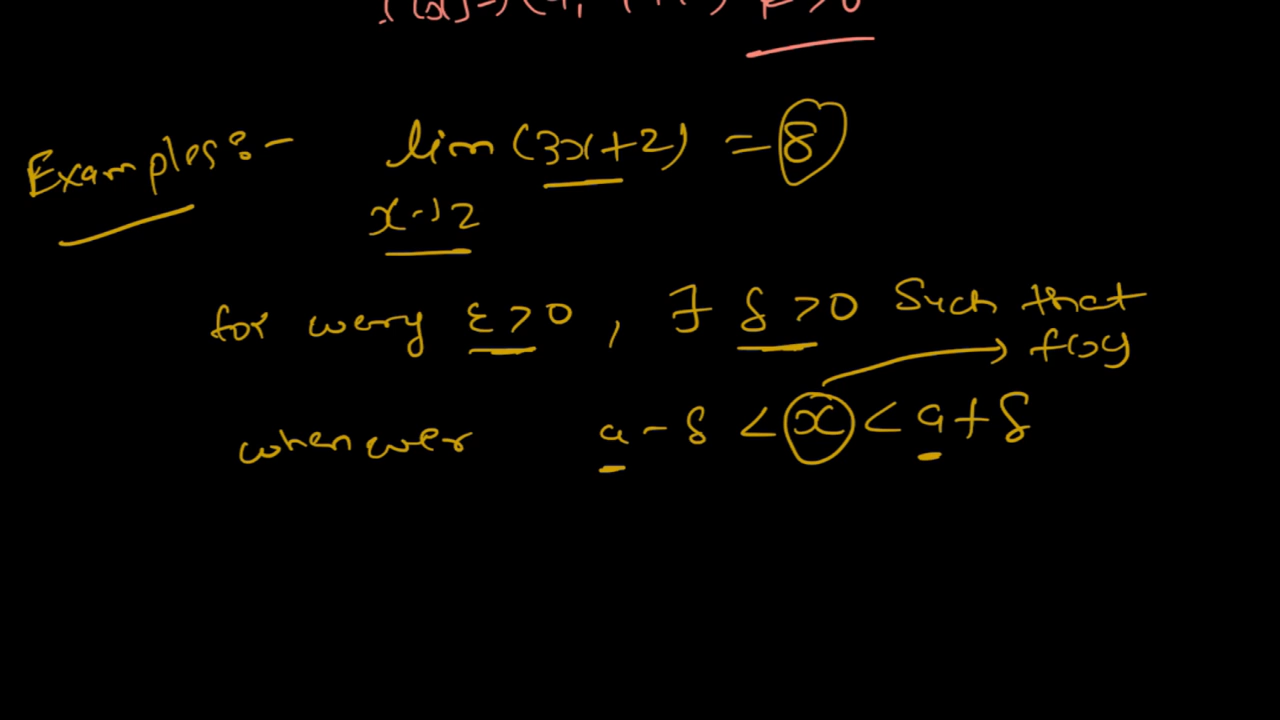 Examples:-
lim (3x+2) = 8
x→2
for every ε>0, ∃ δ>0 Such that
f(x)
whenever a-δ < x < a+δ